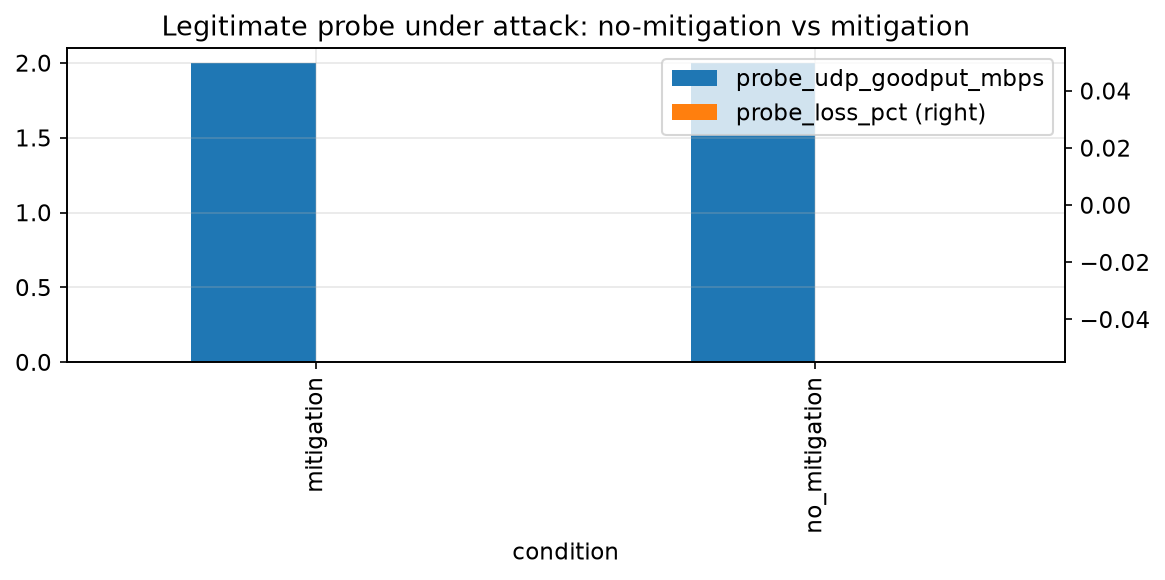 Legitimate probe under attack: no-mitigation vs mitigation
probe_udp_goodput_mbps
probe_loss_pct (right)
2.0
1.5
1.0
0.5
0.0
0.04
0.02
0.00
−0.02
−0.04
mitigation
no_mitigation
condition